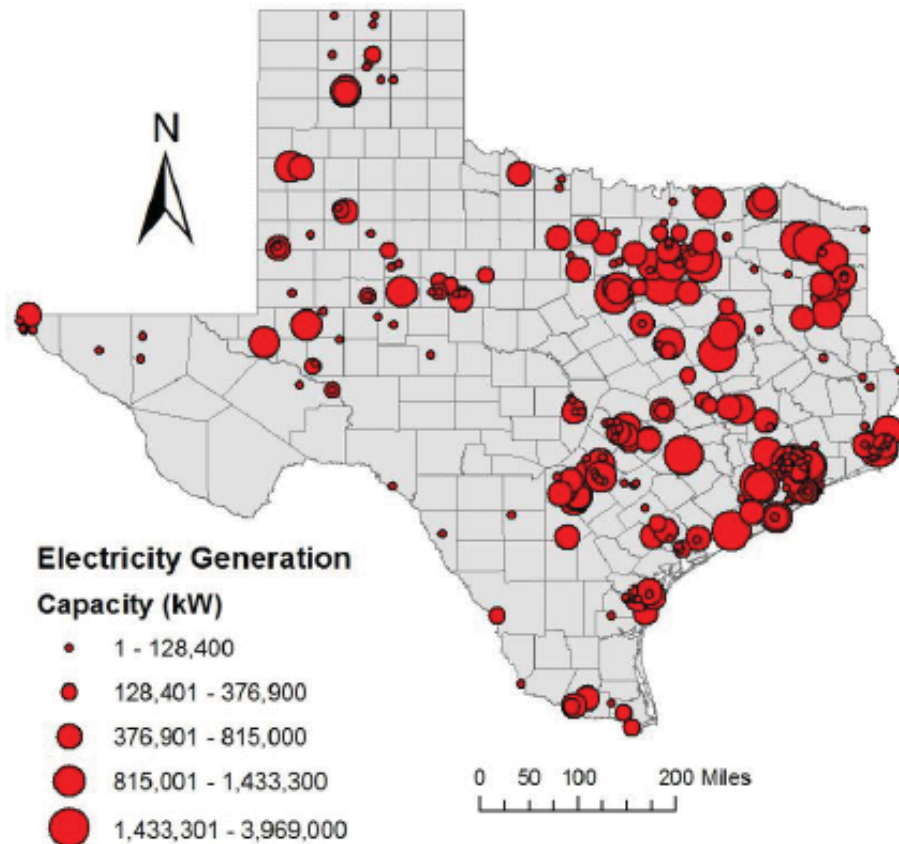 N
Electricity Generation
Capacity (kW)
1 - 128,400
128,401 - 376,900
376,901 - 815,000
815,001 - 1,433,300
1,433,301 - 3,969,000
0 50 100 200 Miles